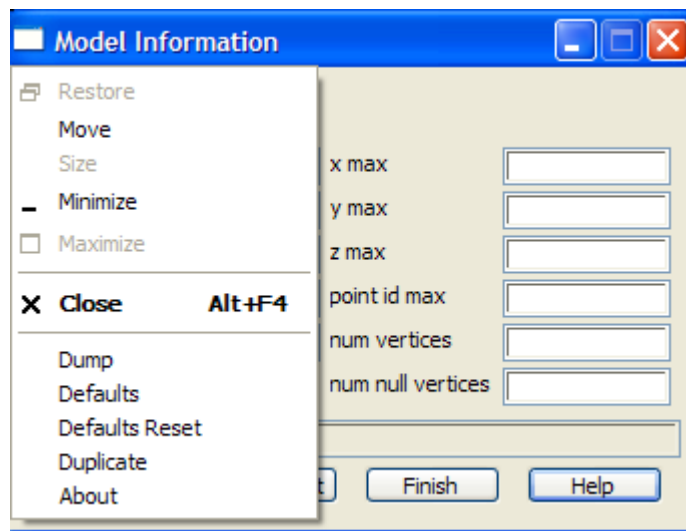 Model Information
Restore
Move
Size
Minimize
Maximize
Close Alt+F4
Dump
Defaults
Defaults Reset
Duplicate
About
x max
y max
z max
point id max
num vertices
num null vertices
Finish
Help